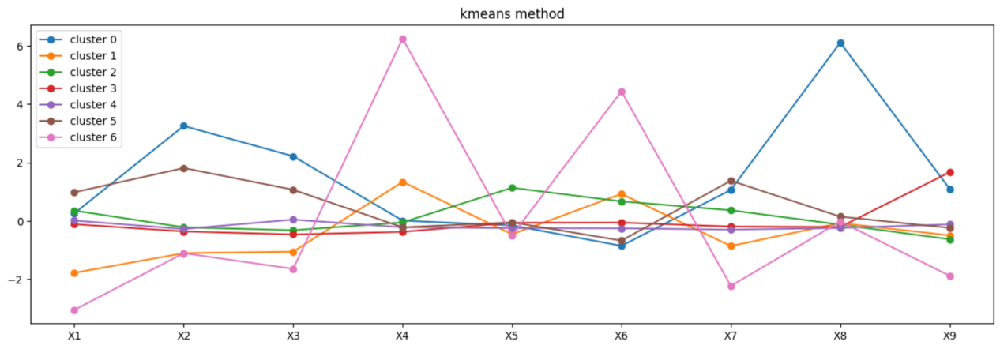 kmeans method
cluster 0
cluster 1
cluster 2
cluster 3
cluster 4
cluster 5
cluster 6
6
4
2
0
−2
X1 X2 X3 X4 X5 X6 X7 X8 X9